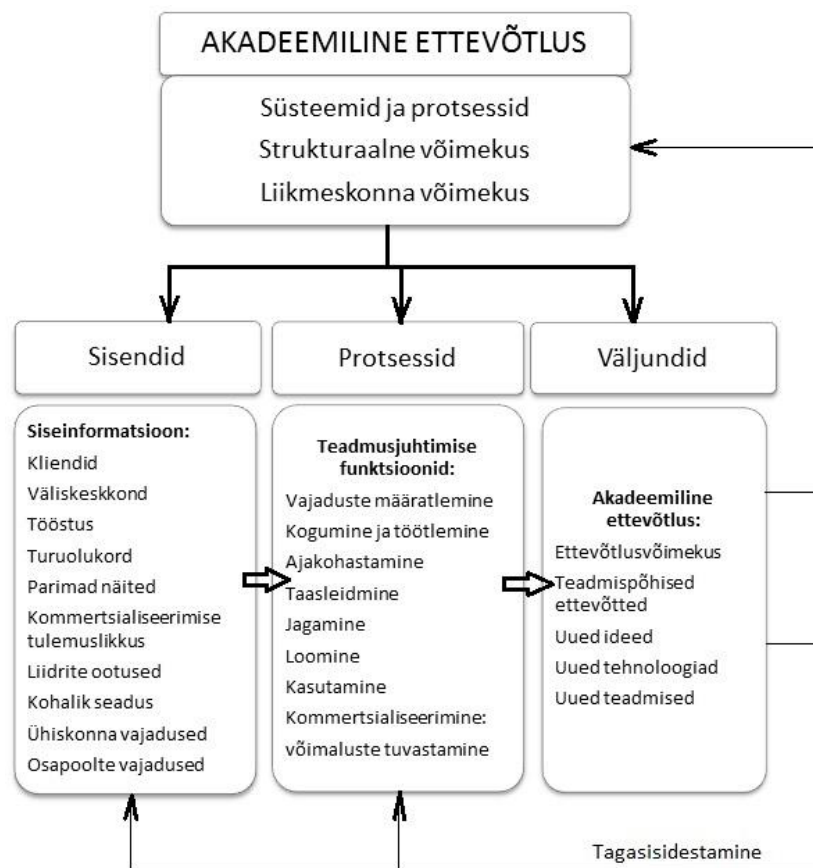 AKADEEMILINE ETTEVÕTLUS
Süsteemid ja protsessid
Strukturaalne võimekus
Liikmeskonna võimekus
Sisendid
Protsessid
Väljundid
Siseinformatsioon:
Kliendid
Väliskeskkond
Tööstus
Turuolukord
Parimad näited
Kommertsialiseerimise
tulemuslikkus
Liidrite ootused
Kohalik seadus
Ühiskonna vajadused
Osapoolte vajadused
Teadmusjuhtimise
funktsioonid:
Vajaduste määratlemine
Kogumine ja töötlemine
Ajakohastamine
Taasleidmine
Jagamine
Loomine
Kasutamine
Kommertsialiseerimine:
võimaluste tuvastamine
Akadeemiline
ettevõtlus:
Ettevõtlusvõimekus
Teadmispõhised
ettevõtted
Uued ideed
Uued tehnoloogiad
Uued teadmised
Tagasisidestamine